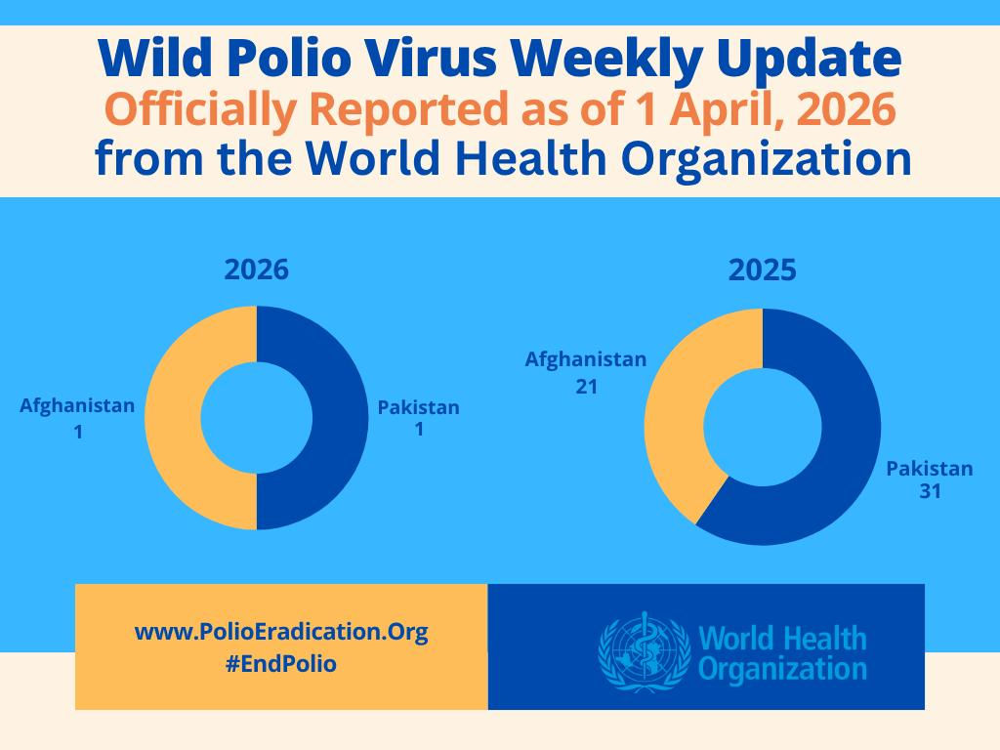 Wild Polio Virus Weekly Update
Officially Reported as of 1 April, 2026
from the World Health Organization
2026
Afghanistan
1
Pakistan
1
2025
Afghanistan
21
Pakistan
31
www.PolioEradication.Org
#EndPolio
World Health
Organization